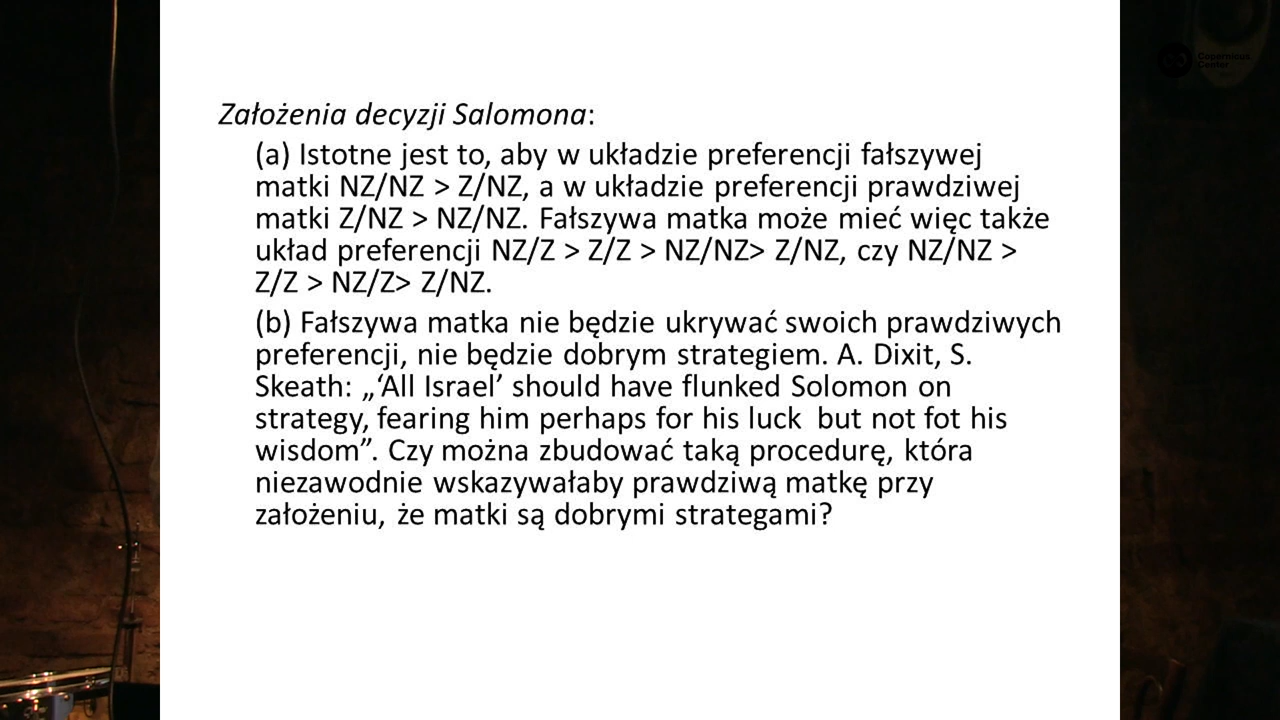 Copernicus
Center
Założenia decyzji Salomona:
(a) Istotne jest to, aby w układzie preferencji fałszywej
matki NZ/NZ > Z/NZ, a w układzie preferencji prawdziwej
matki Z/NZ > NZ/NZ. Fałszywa matka może mieć więc także
układ preferencji NZ/Z > Z/Z > NZ/NZ> Z/NZ, czy NZ/NZ >
Z/Z > NZ/Z> Z/NZ.
(b) Fałszywa matka nie będzie ukrywać swoich prawdziwych
preferencji, nie będzie dobrym strategiem. A. Dixit, S.
Skeath: „‘All Israel’ should have flunked Solomon on
strategy, fearing him perhaps for his luck but not fot his
wisdom”. Czy można zbudować taką procedurę, która
niezawodnie wskazywałaby prawdziwą matkę przy
założeniu, że matki są dobrymi strategami?